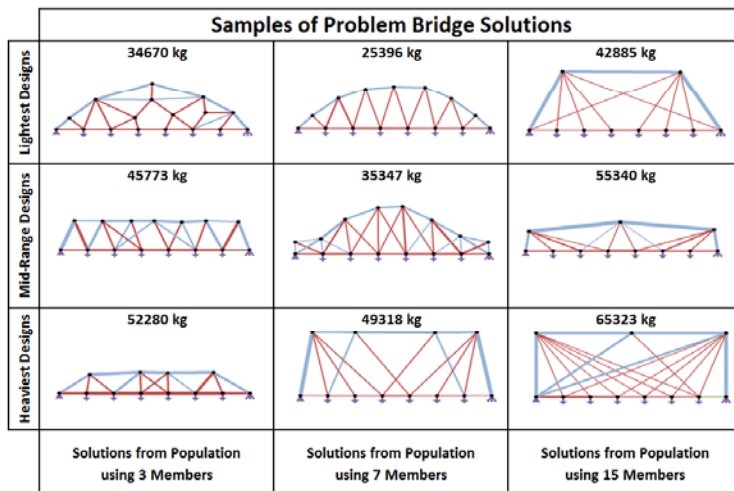 Samples of Problem Bridge Solutions
Lightest Designs
34670 kg
25396 kg
42885 kg
Mid-Range Designs
45773 kg
35347 kg
55340 kg
Heaviest Designs
52280 kg
49318 kg
65323 kg
Solutions from Population
using 3 Members
Solutions from Population
using 7 Members
Solutions from Population
using 15 Members